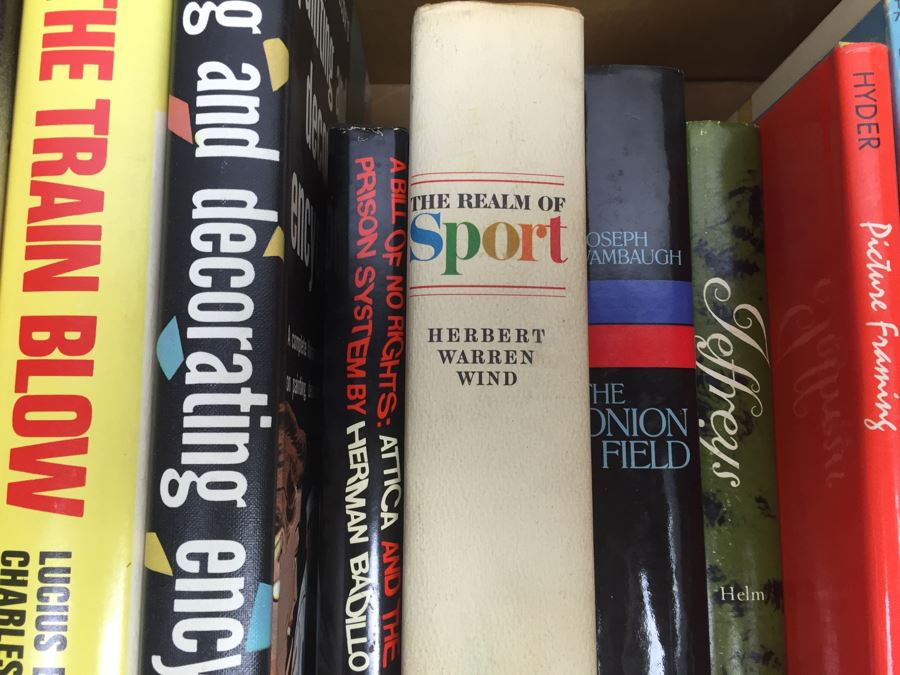 THE TRAIN BLOW
LUCIUS
CHARLES
g and decorating ency
A BILL OF NO RIGHTS: ATTICA AND THE
PRISON SYSTEM BY HERMAN BADILLO
THE REALM OF
Sport
HERBERT
WARREN
WIND
JOSEPH
WAMBAUGH
THE
ONION
FIELD
Jeffreys
Helm
HYDER
Picture Framing